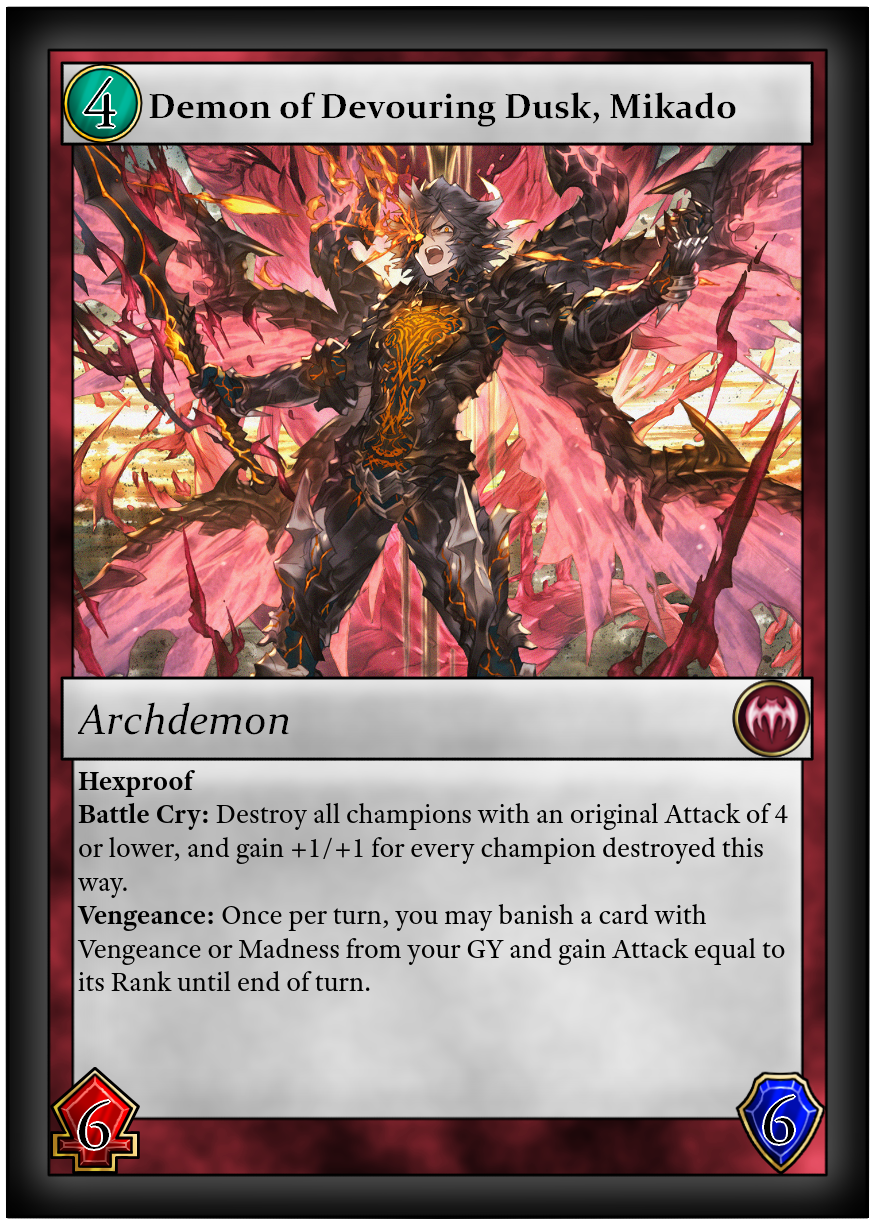 4
Demon of Devouring Dusk, Mikado
Archdemon
Hexproof
Battle Cry: Destroy all champions with an original Attack of 4
or lower, and gain +1/+1 for every champion destroyed this
way.
Vengeance: Once per turn, you may banish a card with
Vengeance or Madness from your GY and gain Attack equal to
its Rank until end of turn.
6
6